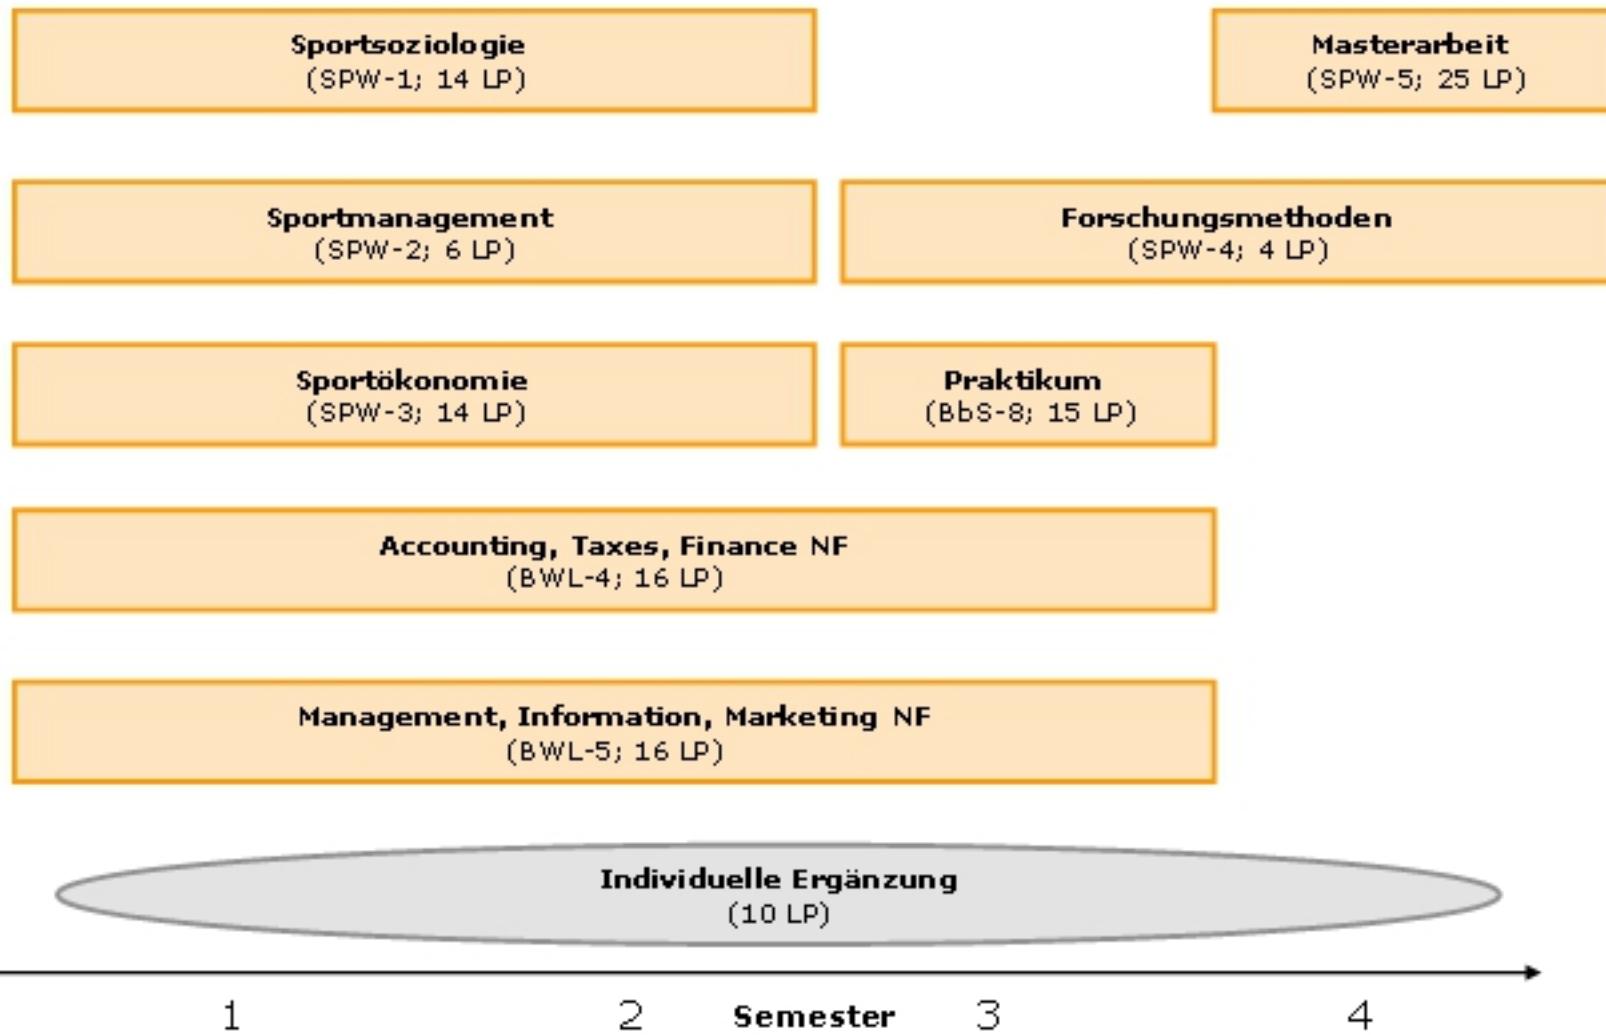 Sportsoziologie
(SPW-1; 14 LP)
Masterarbeit
(SPW-5; 25 LP)
Sportmanagement
(SPW-2; 6 LP)
Forschungsmethoden
(SPW-4; 4 LP)
Sportökonomie
(SPW-3; 14 LP)
Praktikum
(BbS-8; 15 LP)
Accounting, Taxes, Finance NF
(BWL-4; 16 LP)
Management, Information, Marketing NF
(BWL-5; 16 LP)
Individuelle Ergänzung
(10 LP)
1 2 Semester 3 4